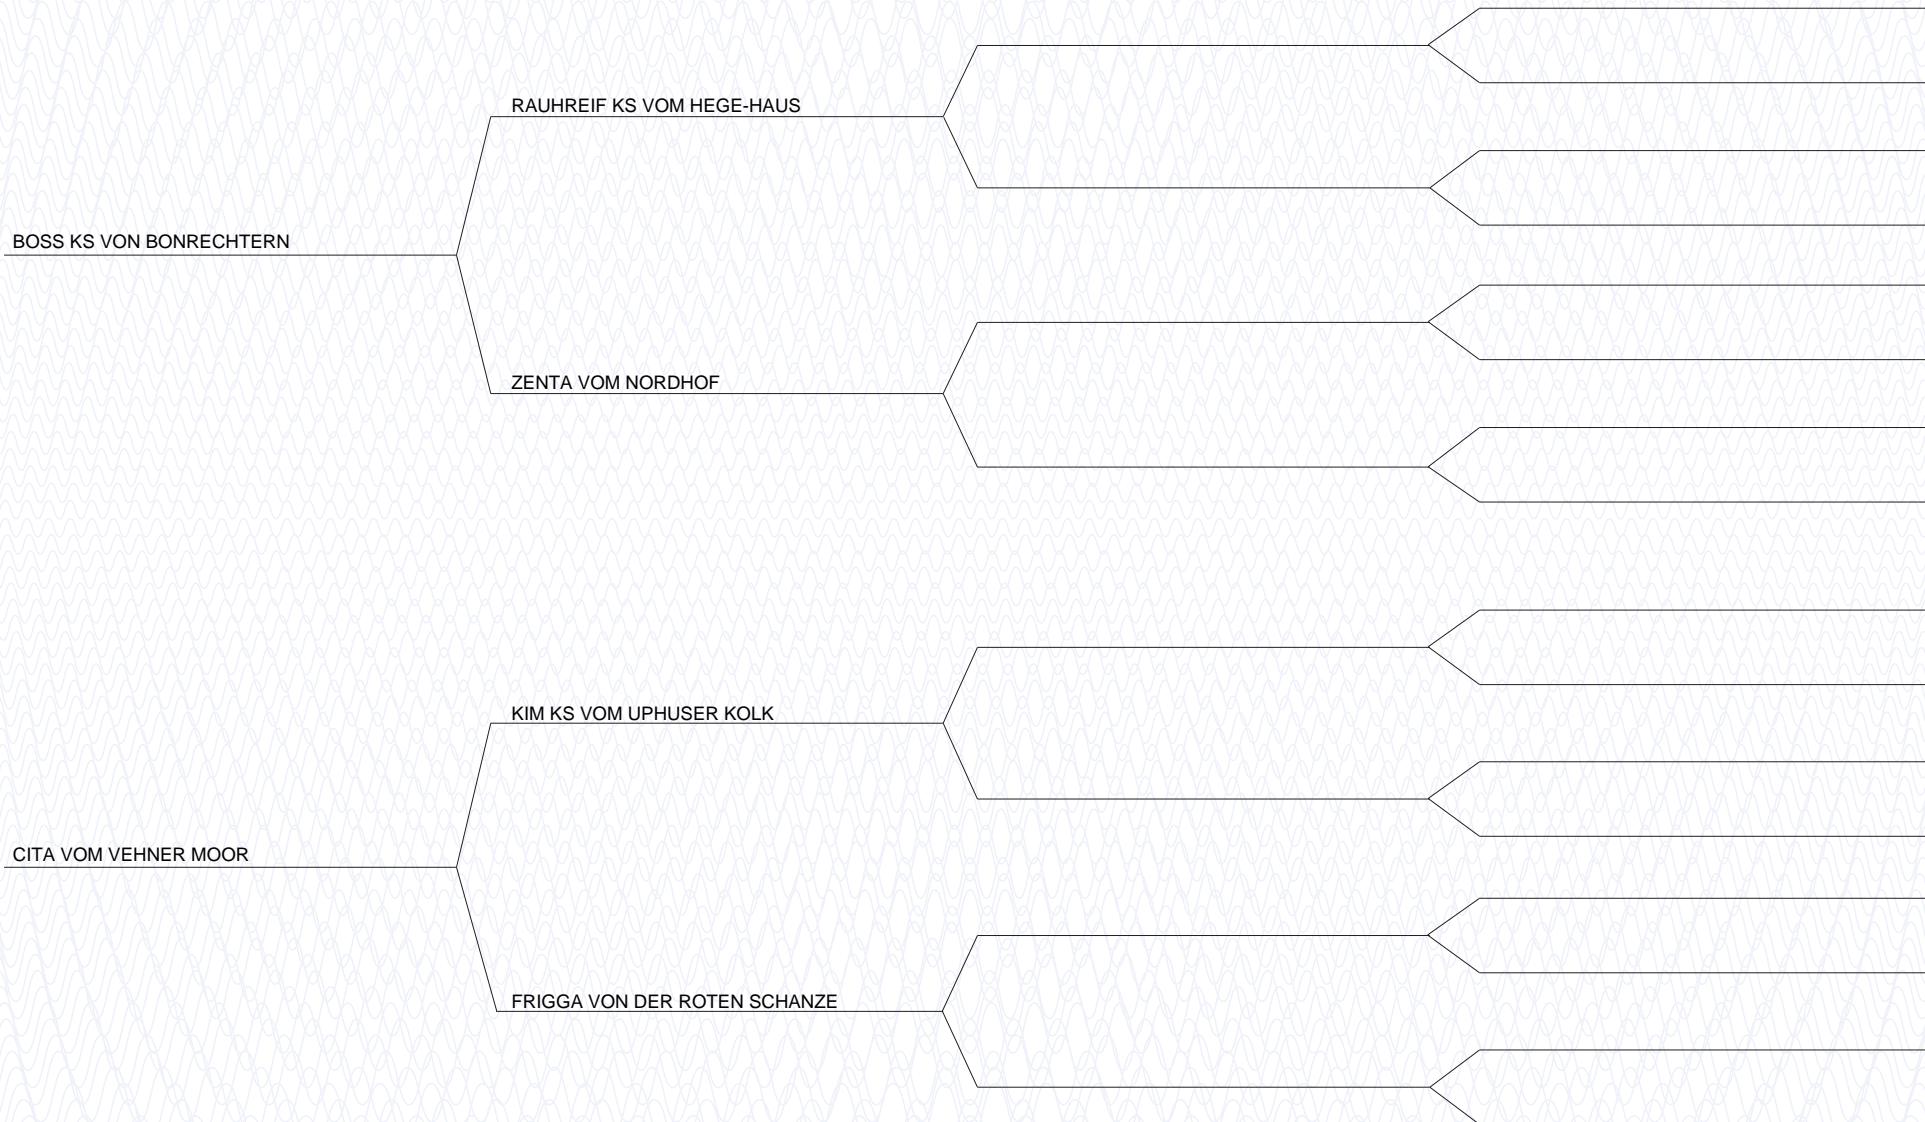 RAUHREIF KS VOM HEGE-HAUS
BOSS KS VON BONRECHTERN
ZENTA VOM NORDHOF
KIM KS VOM UPHUSER KOLK
CITA VOM VEHNER MOOR
FRIGGA VON DER ROTEN SCHANZE